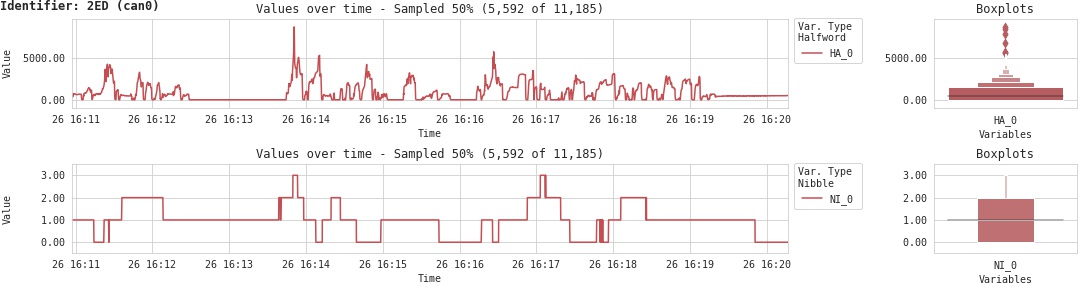 Identifier: 2ED (can0)
Values over time - Sampled 50% (5,592 of 11,185)
Value
5000.00
0.00
26 16:11 26 16:12 26 16:13 26 16:14 26 16:15 26 16:16 26 16:17 26 16:18 26 16:19 26 16:20
Time
Var. Type
Halfword
HA_0
Boxplots
5000.00
0.00
HA_0
Variables
Values over time - Sampled 50% (5,592 of 11,185)
Value
3.00
2.00
1.00
0.00
26 16:11 26 16:12 26 16:13 26 16:14 26 16:15 26 16:16 26 16:17 26 16:18 26 16:19 26 16:20
Time
Var. Type
Nibble
NI_0
Boxplots
3.00
2.00
1.00
0.00
NI_0
Variables